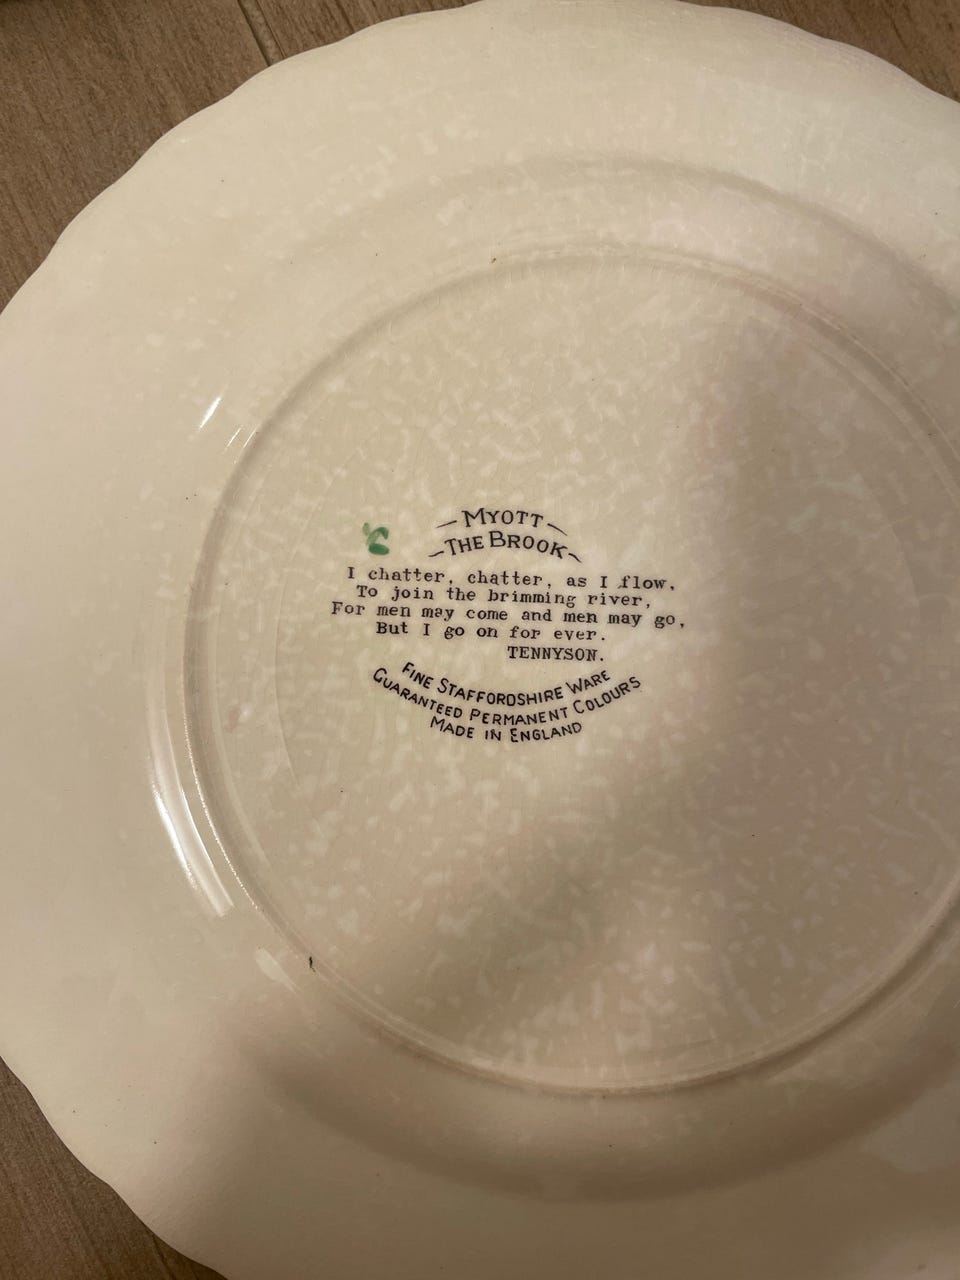 MYOTT
THE BROOK
I chatter, chatter, as I flow,
To join the brimming river,
For men may come and men may go,
But I go on for ever.
TENNYSON.
FINE STAFFORDSHIRE WARE
GUARANTEED PERMANENT COLOURS
MADE IN ENGLAND